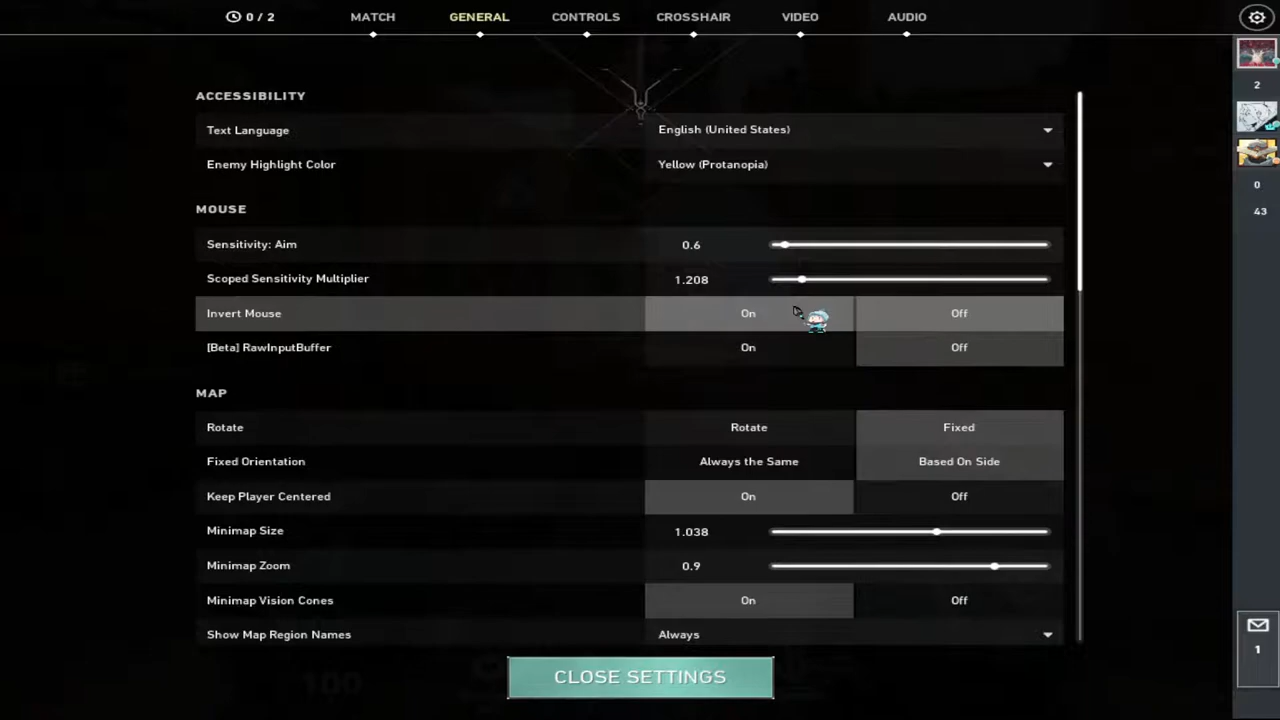 0 / 2 MATCH GENERAL CONTROLS CROSSHAIR VIDEO AUDIO
ACCESSIBILITY
Text Language English (United States)
Enemy Highlight Color Yellow (Protanopia)
MOUSE
Sensitivity: Aim 0.6
Scoped Sensitivity Multiplier 1.208
Invert Mouse On Off
[Beta] RawInputBuffer On Off
MAP
Rotate Rotate Fixed
Fixed Orientation Always the Same Based On Side
Keep Player Centered On Off
Minimap Size 1.038
Minimap Zoom 0.9
Minimap Vision Cones On Off
Show Map Region Names Always
CLOSE SETTINGS
100
2
0
43
1